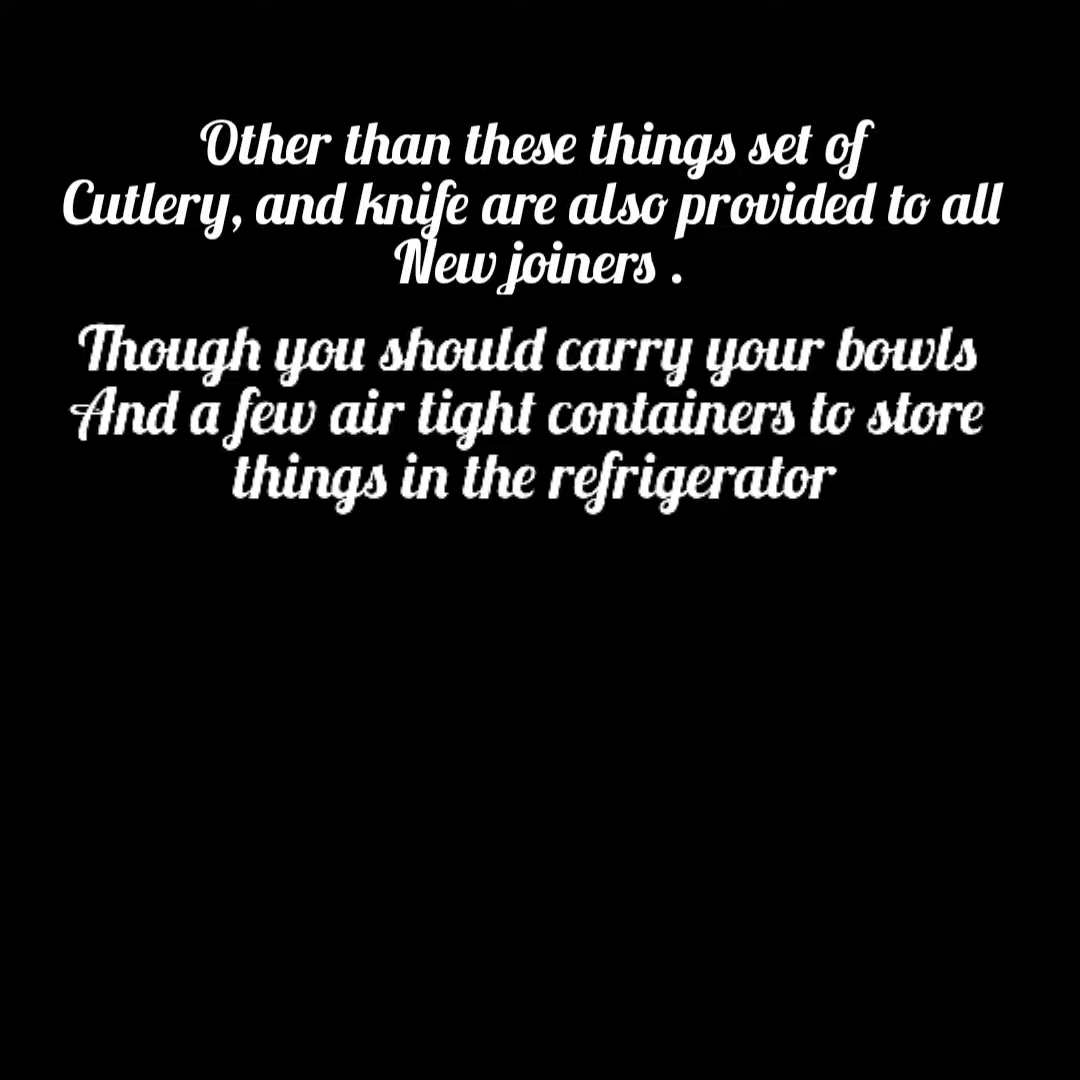 Other than these things set of
Cutlery, and knife are also provided to all
New joiners .
Though you should carry your bowls
And a few air tight containers to store
things in the refrigerator